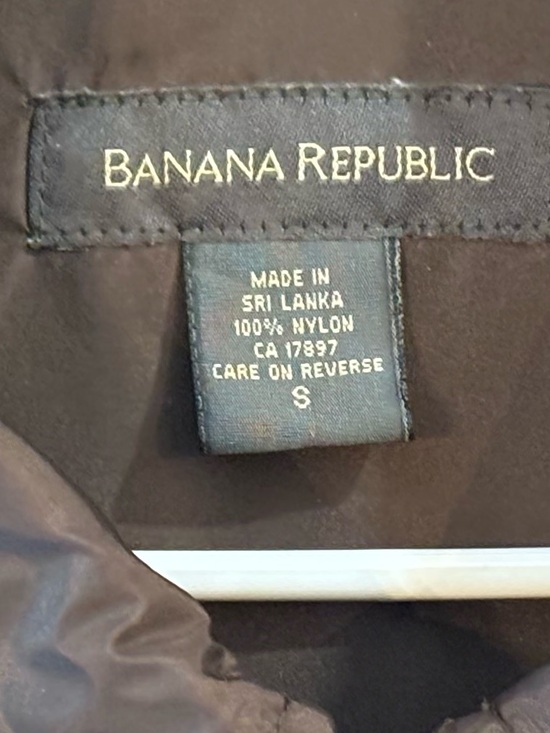 BANANA REPUBLIC
MADE IN
SRI LANKA
100% NYLON
CA 17897
CARE ON REVERSE
S